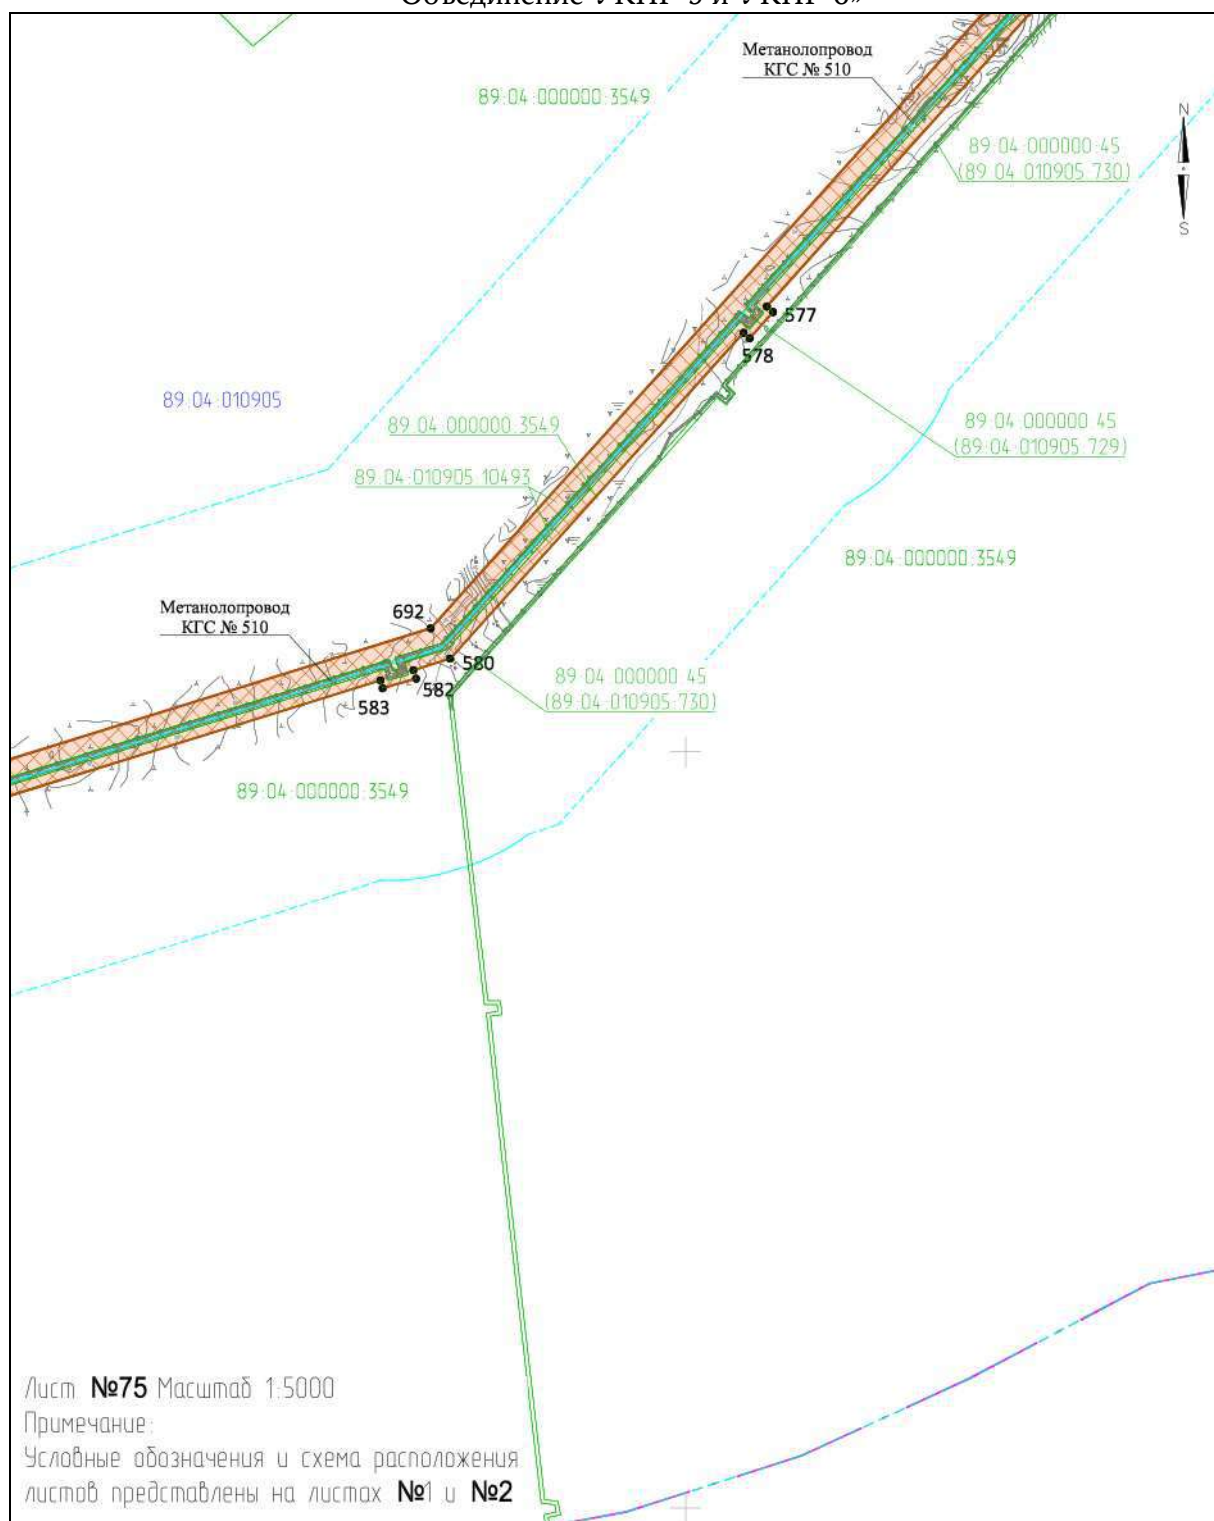 Метанолопровод
КГС № 510
89:04:000000:3549
N
89:04:000000:45
(89:04:010905:730)
S
577
578
89:04:010905
89:04:000000:3549
89:04:000000:45
(89:04:010905:729)
89:04:010905:10493
89:04:000000:3549
Метанолопровод
КГС № 510
692
580
582
583
89:04:000000:45
(89:04:010905:730)
89:04:000000:3549
Лист №75 Масштаб 1:5000
Примечание:
Условные обозначения и схема расположения
листов представлены на листах №1 и №2